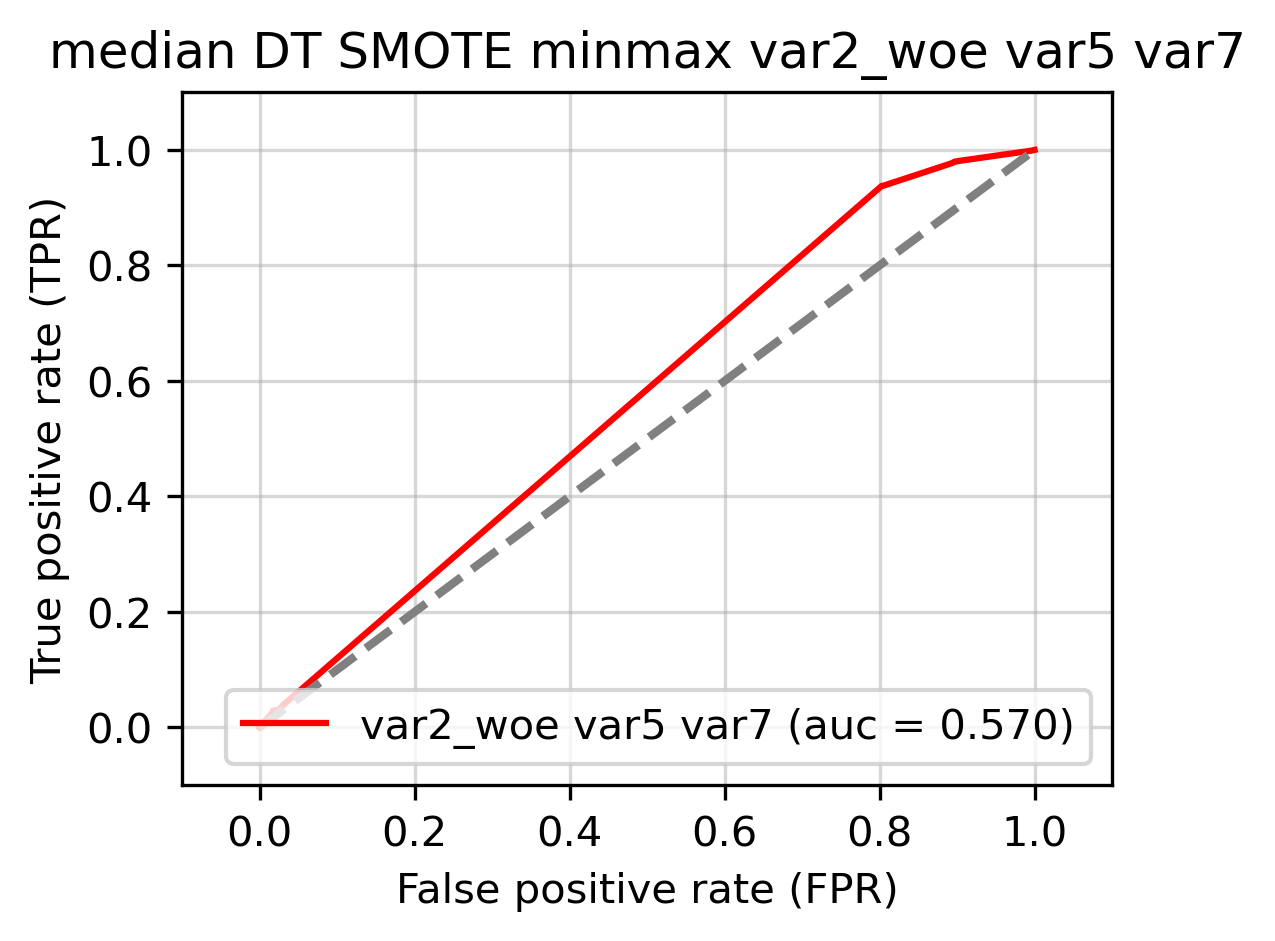 median DT SMOTE minmax var2_woe var5 var7
1.0
0.8
0.6
0.4
0.2
0.0
True positive rate (TPR)
var2_woe var5 var7 (auc = 0.570)
0.0 0.2 0.4 0.6 0.8 1.0
False positive rate (FPR)